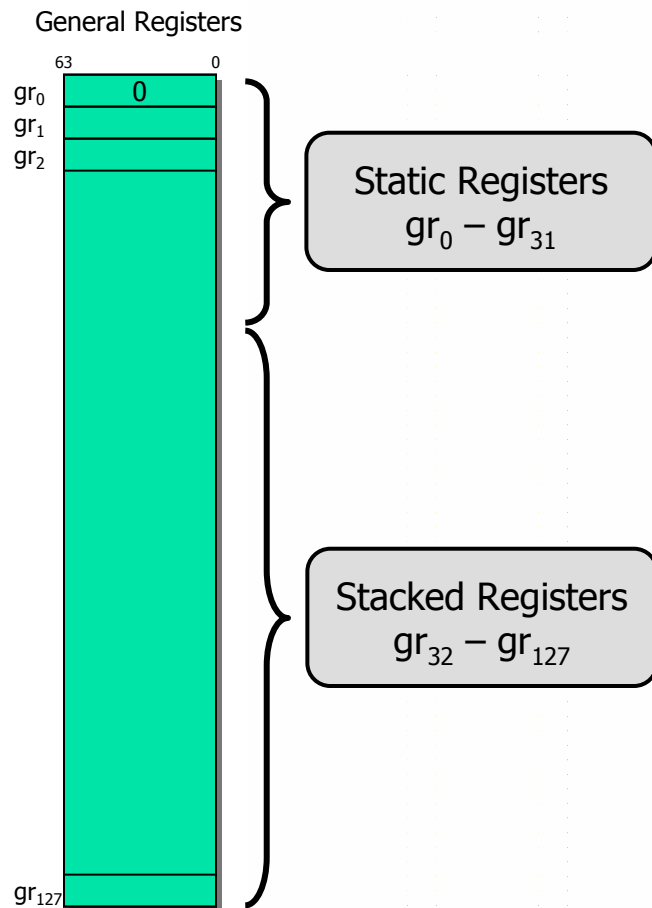 General Registers
63 0
gr₀ 0
gr₁
gr₂
Static Registers
gr₀ – gr₃₁
Stacked Registers
gr₃₂ – gr₁₂₇
gr₁₂₇